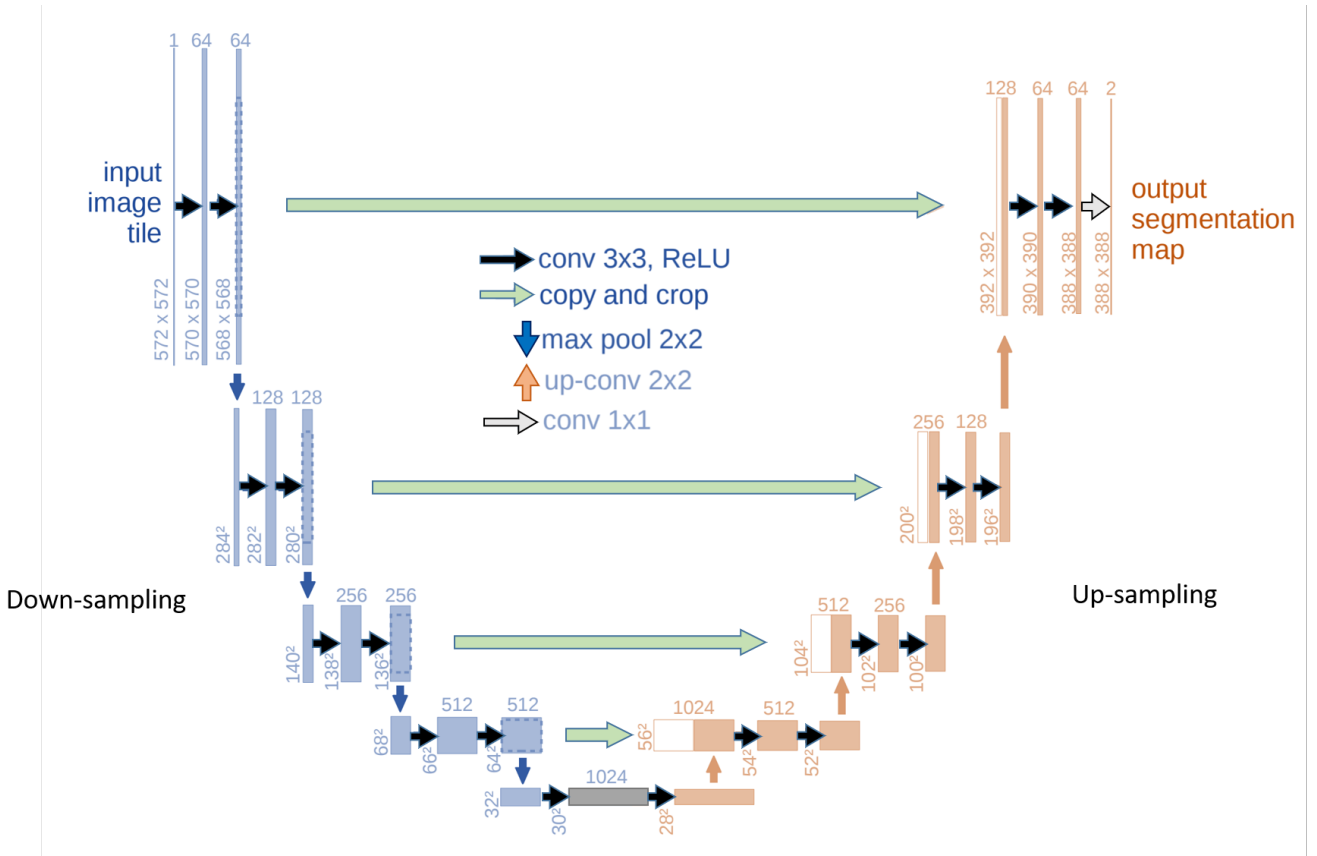 1 64 64
128 64 64 2
input
image
tile
output
segmentation
map
572 x 572
570 x 570
568 x 568
392 x 392
390 x 390
388 x 388
388 x 388
conv 3x3, ReLU
copy and crop
max pool 2x2
up-conv 2x2
conv 1x1
128 128
256 128
284²
282²
280²
200²
198²
196²
Down-sampling
Up-sampling
256 256
512 256
140²
138²
136²
104²
102²
100²
512 512
1024 512
68²
66²
64²
56²
54²
52²
1024
32²
30²
28²